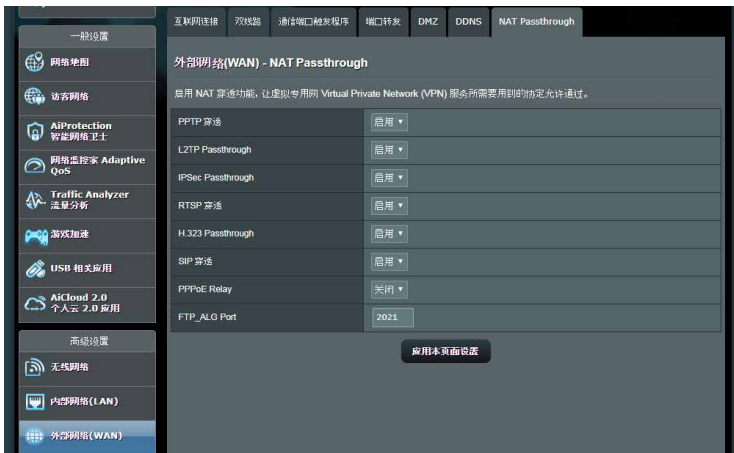 互联网连接 双线路 通信端口触发程序 端口转发 DMZ DDNS NAT Passthrough
一般设置
网络地图
访客网络
AiProtection
智能网络卫士
网络监控家 Adaptive
QoS
Traffic Analyzer
流量分析
游戏加速
USB 相关应用
AiCloud 2.0
个人云 2.0 应用
高级设置
无线网络
内部网络(LAN)
外部网络(WAN)
外部网络(WAN) - NAT Passthrough
启用 NAT 穿透功能, 让虚拟专用网 Virtual Private Network (VPN) 服务所需要用到的协定允许通过。
PPTP 穿透 启用
L2TP Passthrough 启用
IPSec Passthrough 启用
RTSP 穿透 启用
H.323 Passthrough 启用
SIP 穿透 启用
PPPoE Relay 关闭
FTP_ALG Port 2021
应用本页面设置